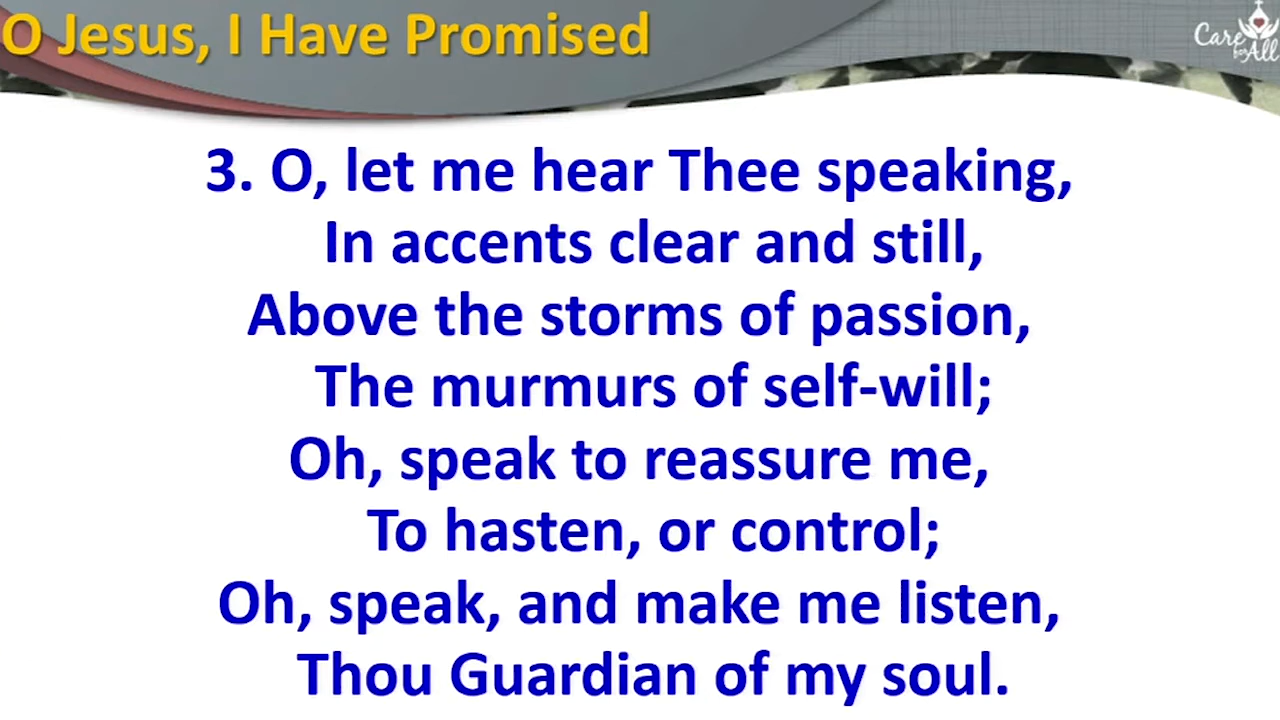 O Jesus, I Have Promised
Care
for All
3. O, let me hear Thee speaking,
In accents clear and still,
Above the storms of passion,
The murmurs of self-will;
Oh, speak to reassure me,
To hasten, or control;
Oh, speak, and make me listen,
Thou Guardian of my soul.